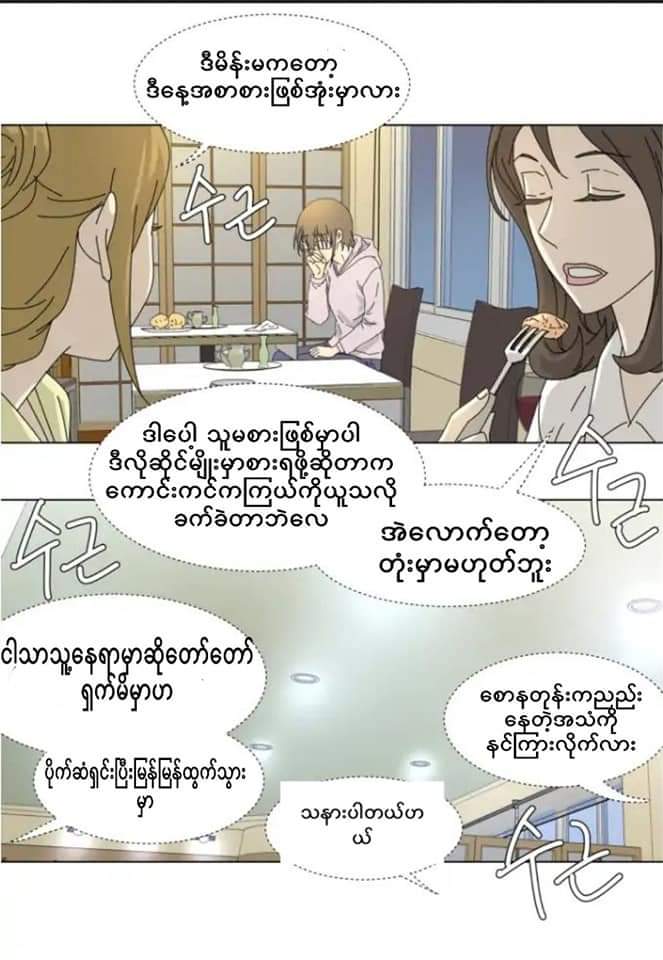 ဒီမိန်းမကတော့
ဒီနေ့အစာစားဖြစ်အုံးမှာလား
수근
ဒါပေါ့ သူမစားဖြစ်မှာပါ
ဒီလိုဆိုင်မျိုးမှာစားရဖို့ဆိုတာက
ကောင်းကင်ကကြယ်ကိုယူသလို
ခက်ခဲတာဘဲလေ
수근
အဲလောက်တော့
တုံးမှာမဟုတ်ဘူး
수근
ငါသာသူ့နေရာမှာဆိုတော်တော်
ရှက်မိမှာဟ
စောနတုန်းကညည်း
နေတဲ့အသံကို
နင်ကြားလိုက်လား
ပိုက်ဆံရှင်းပြီးမြန်မြန်ထွက်သွား
မှာ
သနားပါတယ်ဟ
ယ်
수근